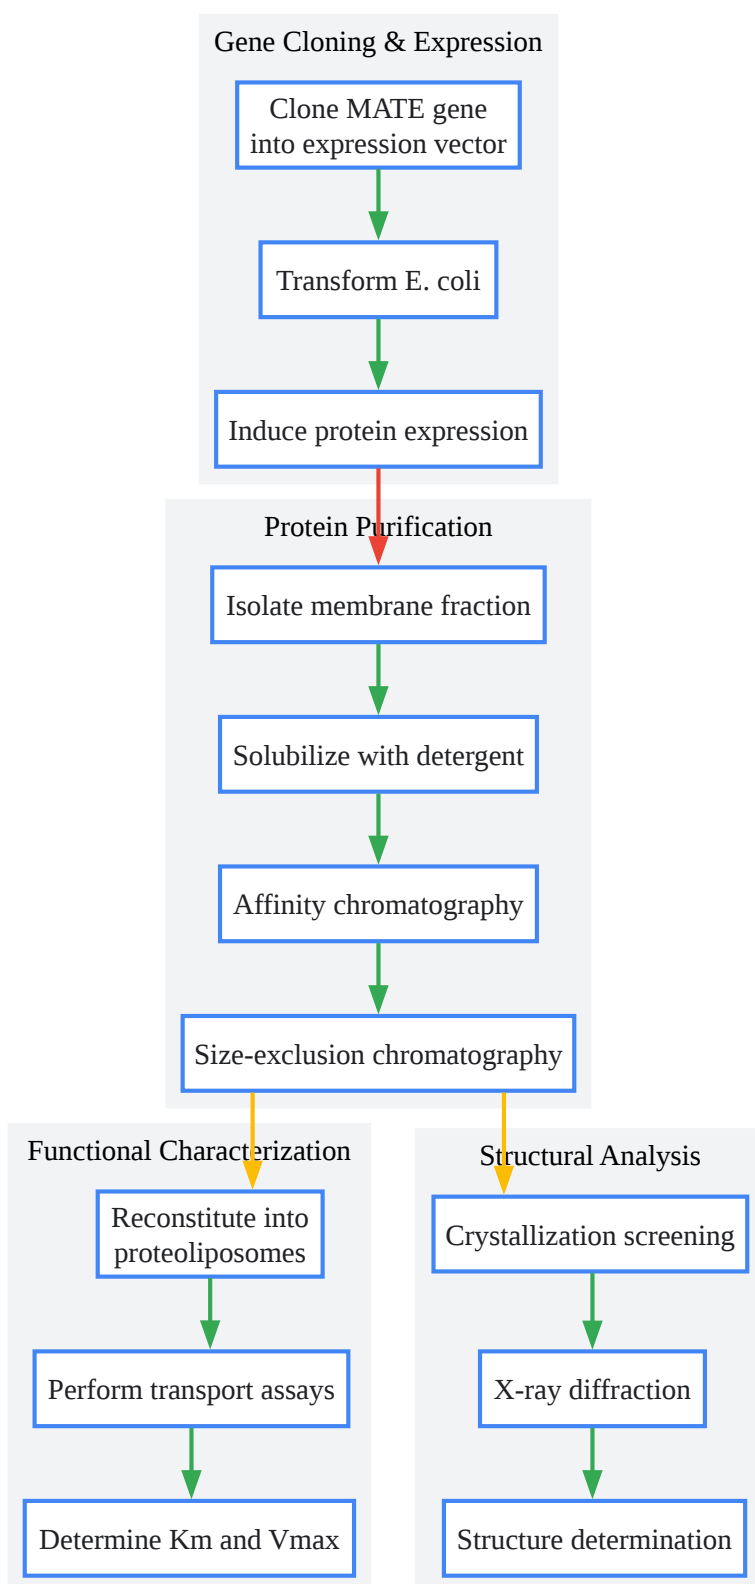 Gene Cloning & Expression
Clone MATE gene
into expression vector
Transform E. coli
Induce protein expression
Protein Purification
Isolate membrane fraction
Solubilize with detergent
Affinity chromatography
Size-exclusion chromatography
Functional Characterization
Reconstitute into
proteoliposomes
Perform transport assays
Determine Km and Vmax
Structural Analysis
Crystallization screening
X-ray diffraction
Structure determination